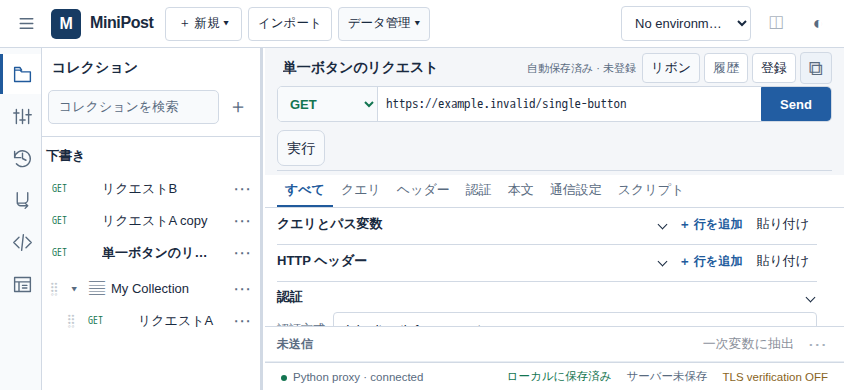 M MiniPost + 新規 ▾ インポート データ管理 ▾ No environm…
コレクション
コレクションを検索 +
下書き
GET リクエストB ···
GET リクエストA copy ···
GET 単一ボタンのリ… ···
▾ My Collection ···
GET リクエストA ···
単一ボタンのリクエスト 自動保存済み · 未登録 リボン 履歴 登録
GET https://example.invalid/single-button Send
実行
すべて クエリ ヘッダー 認証 本文 通信設定 スクリプト
クエリとパス変数 + 行を追加 貼り付け
HTTP ヘッダー + 行を追加 貼り付け
認証
未送信 一次変数に抽出 ···
Python proxy · connected ローカルに保存済み サーバー未保存 TLS verification OFF